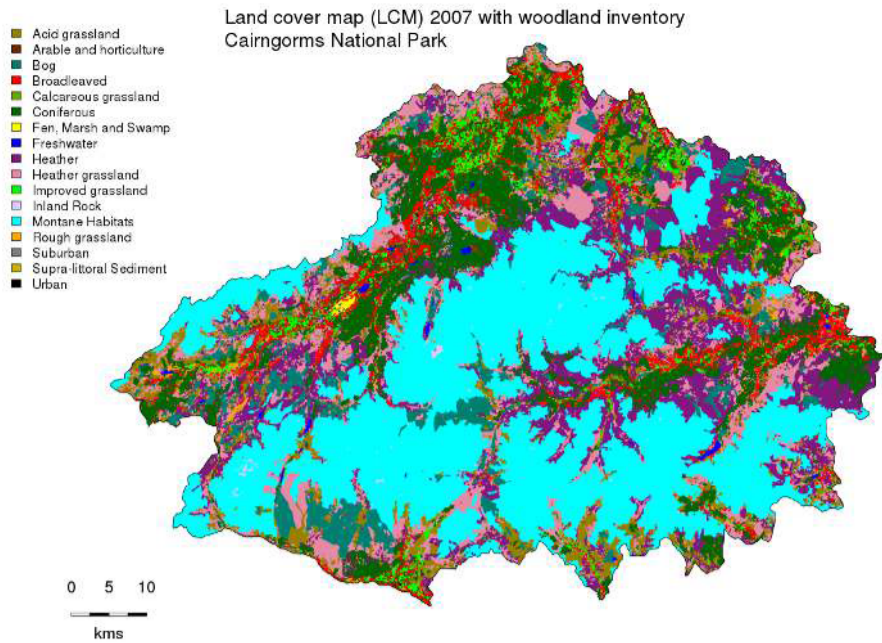 Land cover map (LCM) 2007 with woodland inventory
Cairngorms National Park
Acid grassland
Arable and horticulture
Bog
Broadleaved
Calcareous grassland
Coniferous
Fen, Marsh and Swamp
Freshwater
Heather
Heather grassland
Improved grassland
Inland Rock
Montane Habitats
Rough grassland
Suburban
Supra-littoral Sediment
Urban
0 5 10
kms